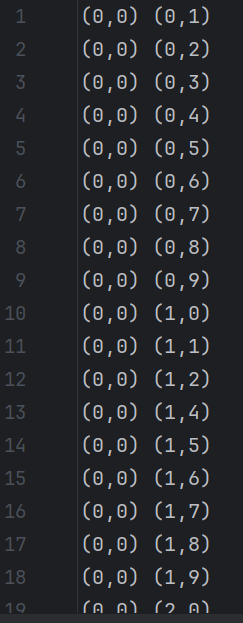 1 (0,0) (0,1)
2 (0,0) (0,2)
3 (0,0) (0,3)
4 (0,0) (0,4)
5 (0,0) (0,5)
6 (0,0) (0,6)
7 (0,0) (0,7)
8 (0,0) (0,8)
9 (0,0) (0,9)
10 (0,0) (1,0)
11 (0,0) (1,1)
12 (0,0) (1,2)
13 (0,0) (1,4)
14 (0,0) (1,5)
15 (0,0) (1,6)
16 (0,0) (1,7)
17 (0,0) (1,8)
18 (0,0) (1,9)
19 (0,0) (2,0)